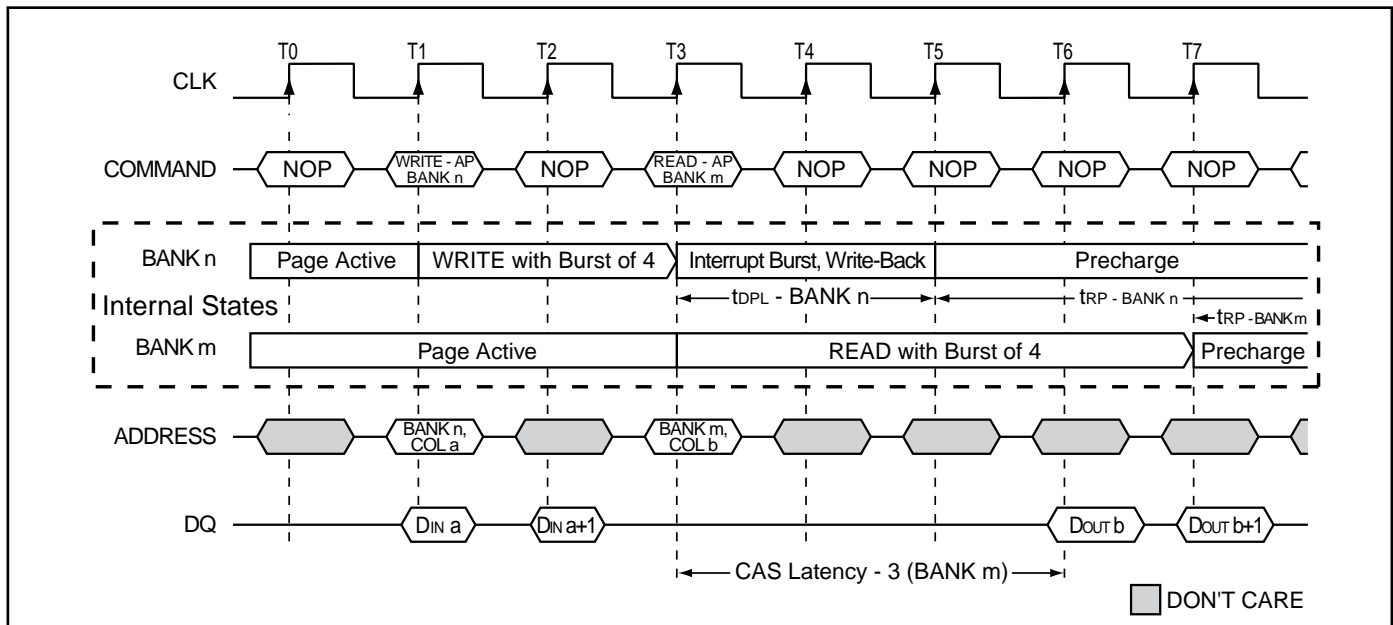 T0 T1 T2 T3 T4 T5 T6 T7
CLK
COMMAND NOP WRITE - AP BANK n NOP READ - AP BANK m NOP NOP NOP NOP
BANK n Page Active WRITE with Burst of 4 Interrupt Burst, Write-Back Precharge
tDPL - BANK n tRP - BANK n
Internal States
tRP - BANK m
BANK m Page Active READ with Burst of 4 Precharge
ADDRESS BANK n, COL a BANK m, COL b
DQ DIN a DIN a+1 DOUT b DOUT b+1
CAS Latency - 3 (BANK m)
DON'T CARE